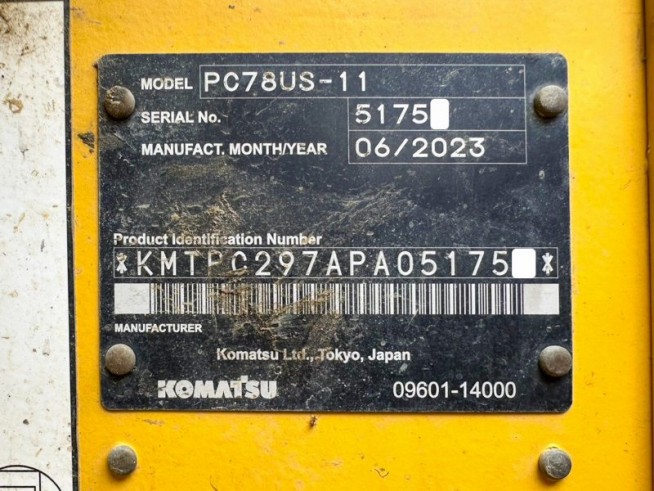 MODEL PC78US-11
SERIAL No. 5175
MANUFACT. MONTH/YEAR 06/2023
Product Identification Number
*KMTPC297APA05175 *
MANUFACTURER
Komatsu Ltd., Tokyo, Japan
KOMATSU 09601-14000